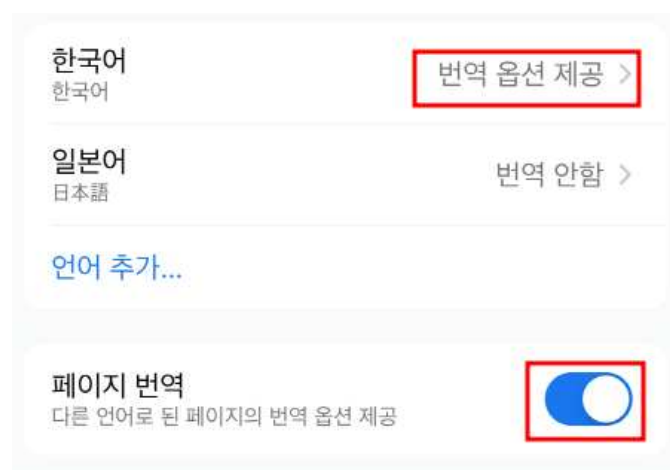 한국어
번역 옵션 제공
한국어
일본어
번역 안함
日本語
언어 추가...
페이지 번역
다른 언어로 된 페이지의 번역 옵션 제공